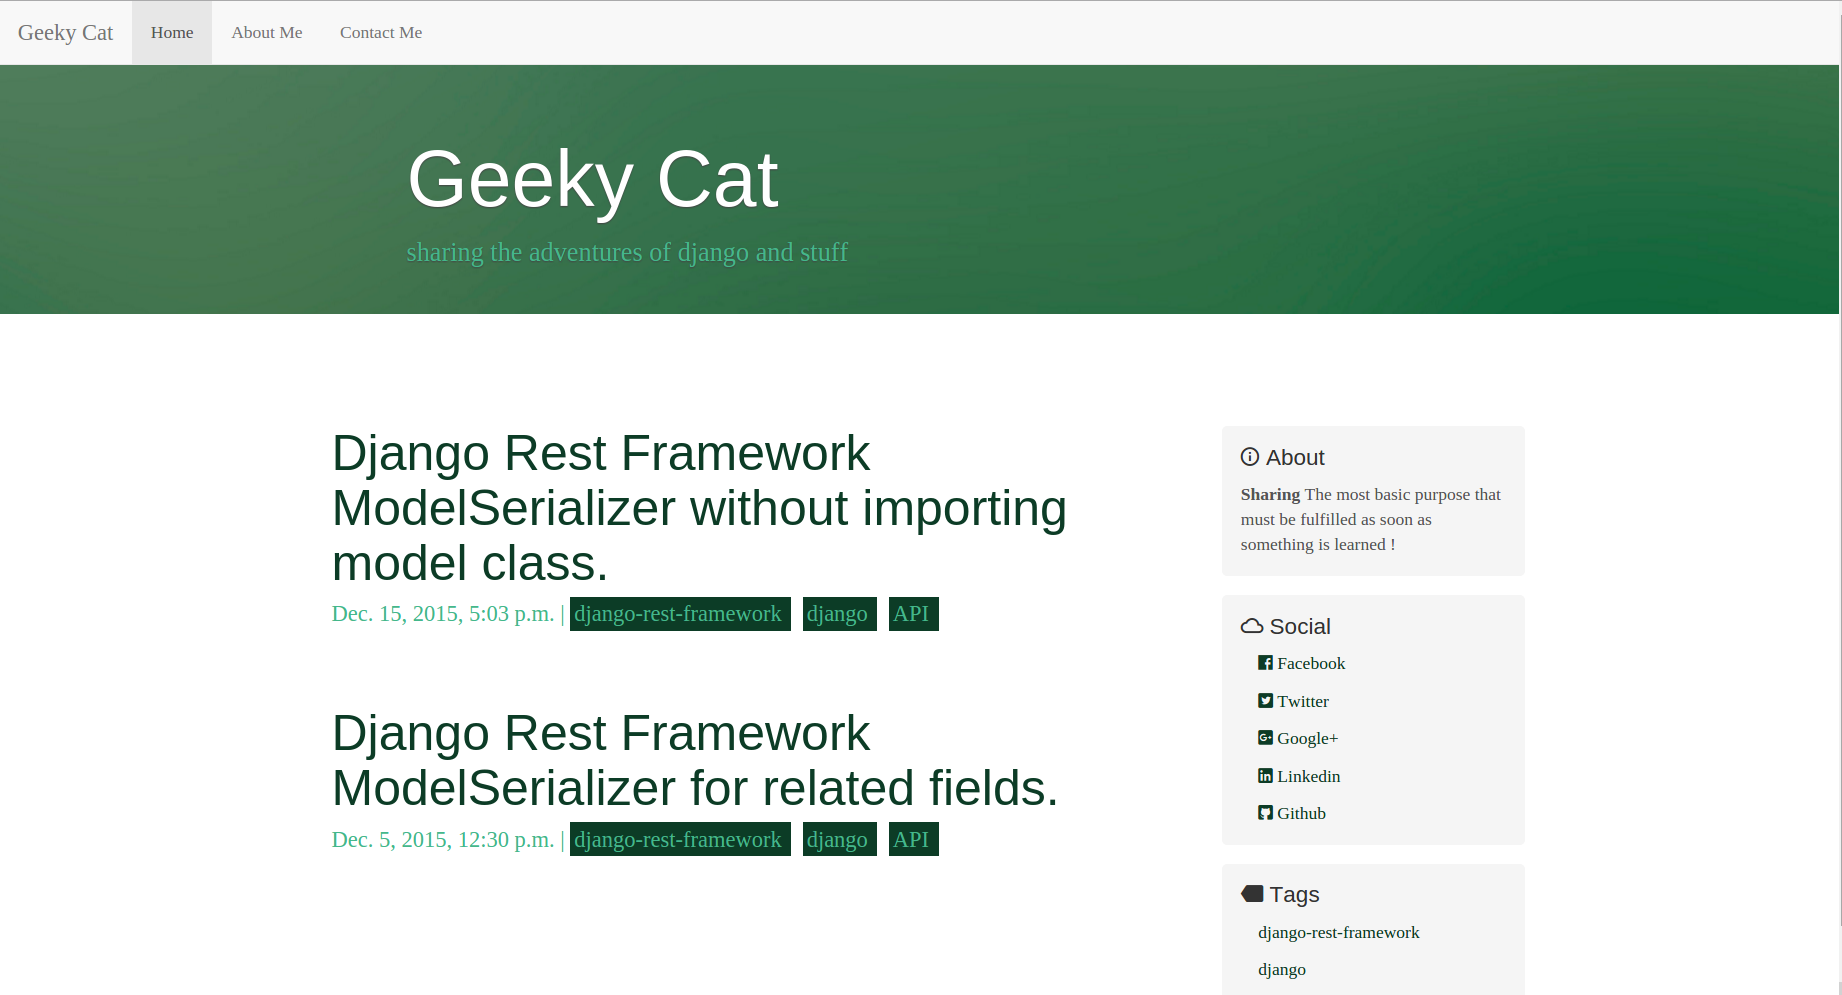 Geeky Cat
Home
About Me
Contact Me
Geeky Cat
sharing the adventures of django and stuff
Django Rest Framework
ModelSerializer without importing
model class.
Dec. 15, 2015, 5:03 p.m. | django-rest-framework django API
Django Rest Framework
ModelSerializer for related fields.
Dec. 5, 2015, 12:30 p.m. | django-rest-framework django API
About
Sharing The most basic purpose that
must be fulfilled as soon as
something is learned !
Social
Facebook
Twitter
Google+
Linkedin
Github
Tags
django-rest-framework
django